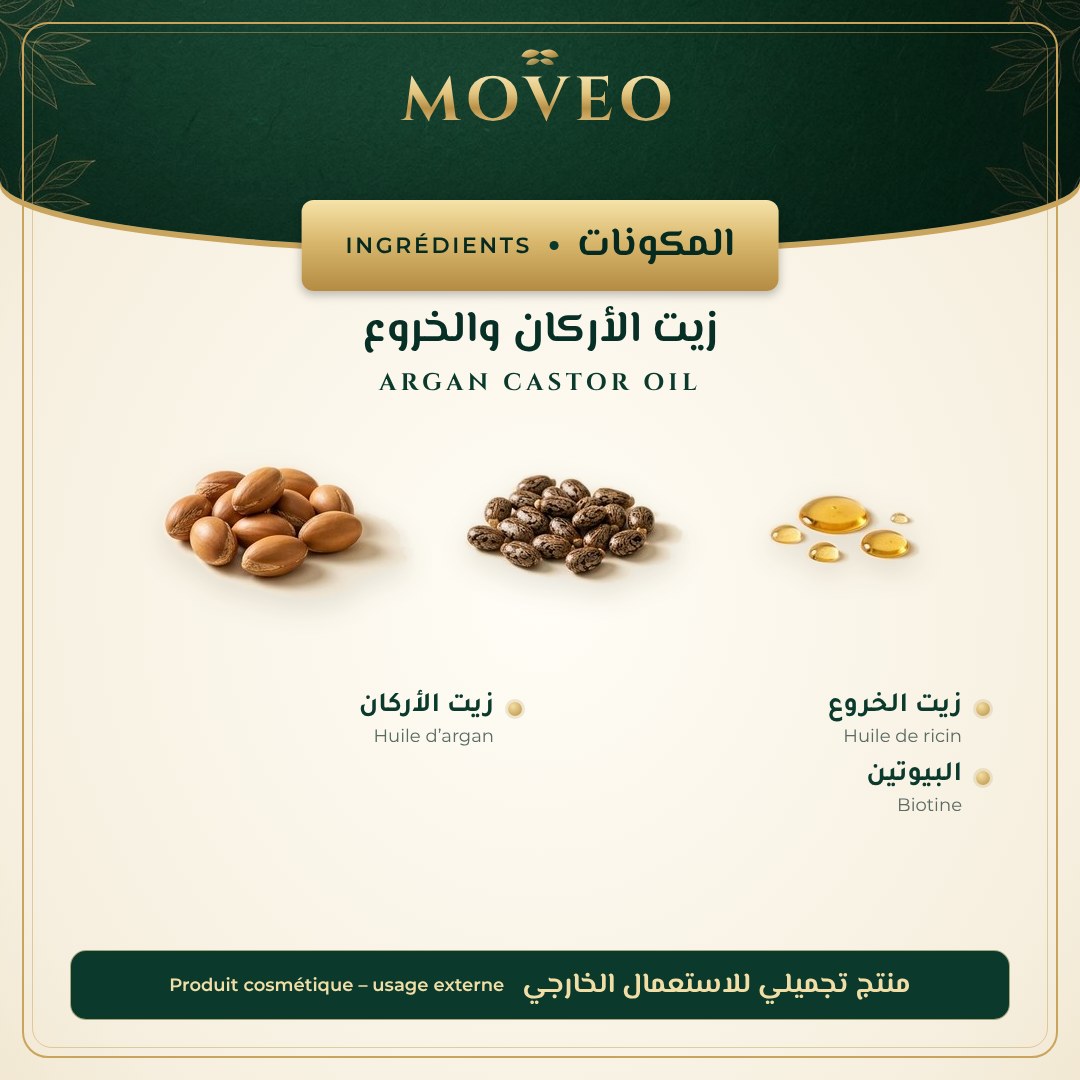 MOVEO
المكونات • INGRÉDIENTS
زيت الأركان والخروع
ARGAN CASTOR OIL
زيت الخروع
Huile de ricin
زيت الأركان
Huile d’argan
البيوتين
Biotine
منتج تجميلي للاستعمال الخارجي Produit cosmétique – usage externe